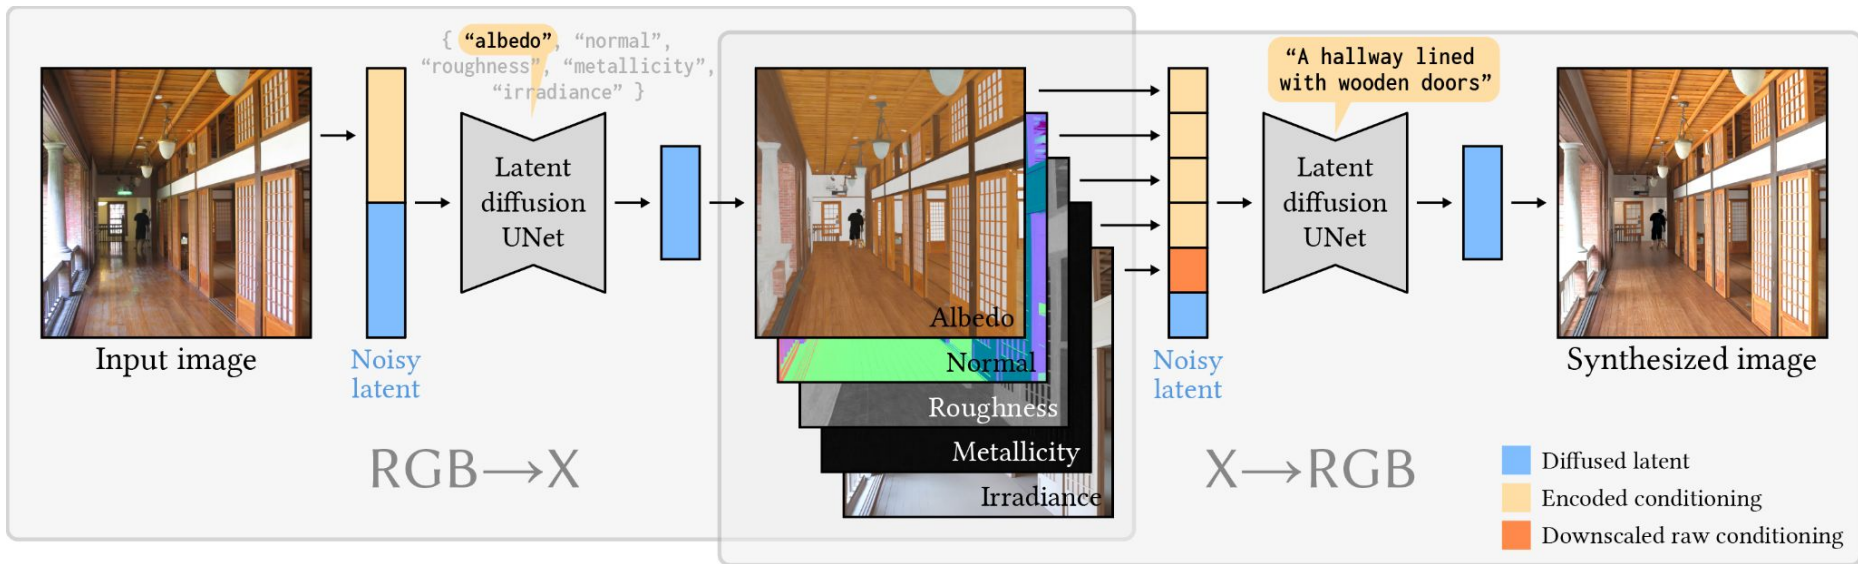 { “albedo”, “normal”,
“roughness”, “metallicity”,
“irradiance” }
“A hallway lined
with wooden doors”
Latent
diffusion
UNet
Latent
diffusion
UNet
Albedo
Normal
Roughness
Metallicity
Irradiance
Input image
Noisy
latent
Noisy
latent
Synthesized image
RGB→X
X→RGB
Diffused latent
Encoded conditioning
Downscaled raw conditioning